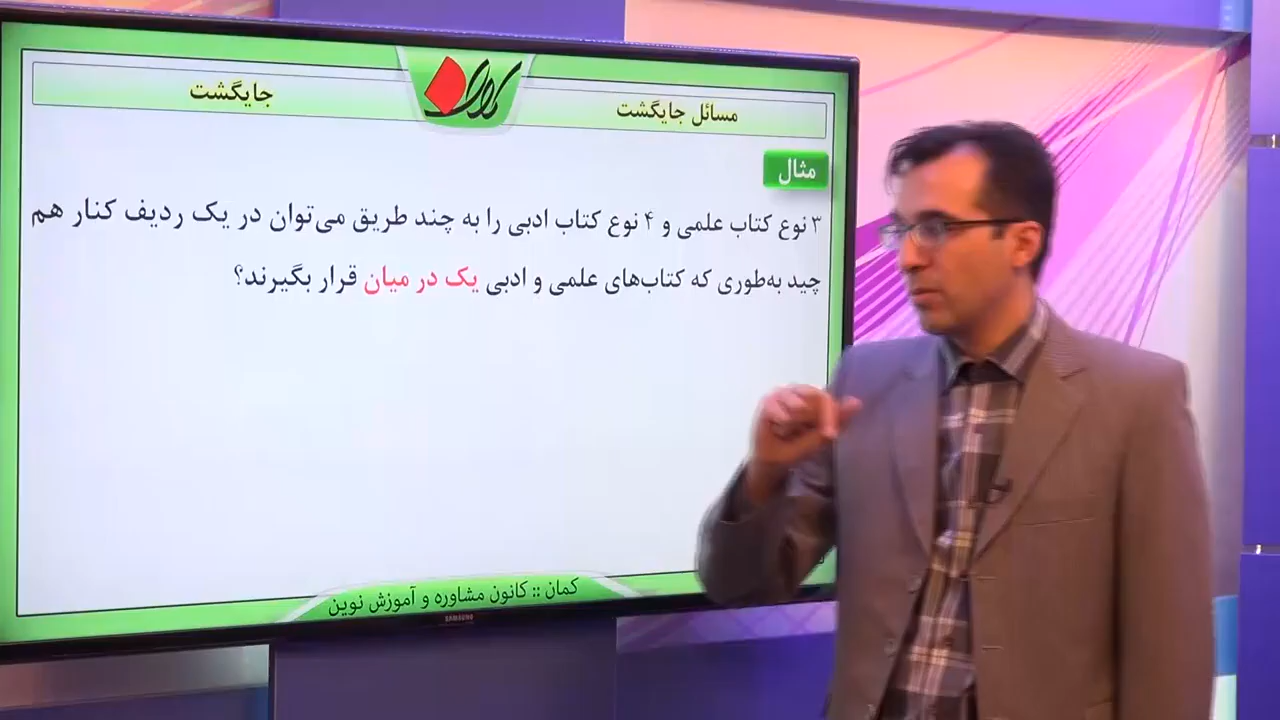 مسائل جایگشت
جایگشت
مثال
۳ نوع کتاب علمی و ۴ نوع کتاب ادبی را به چند طریق می‌توان در یک ردیف کنار هم
چید به‌طوری که کتاب‌های علمی و ادبی یک در میان قرار بگیرند؟
کمان :: کانون مشاوره و آموزش نوین
SAMSUNG